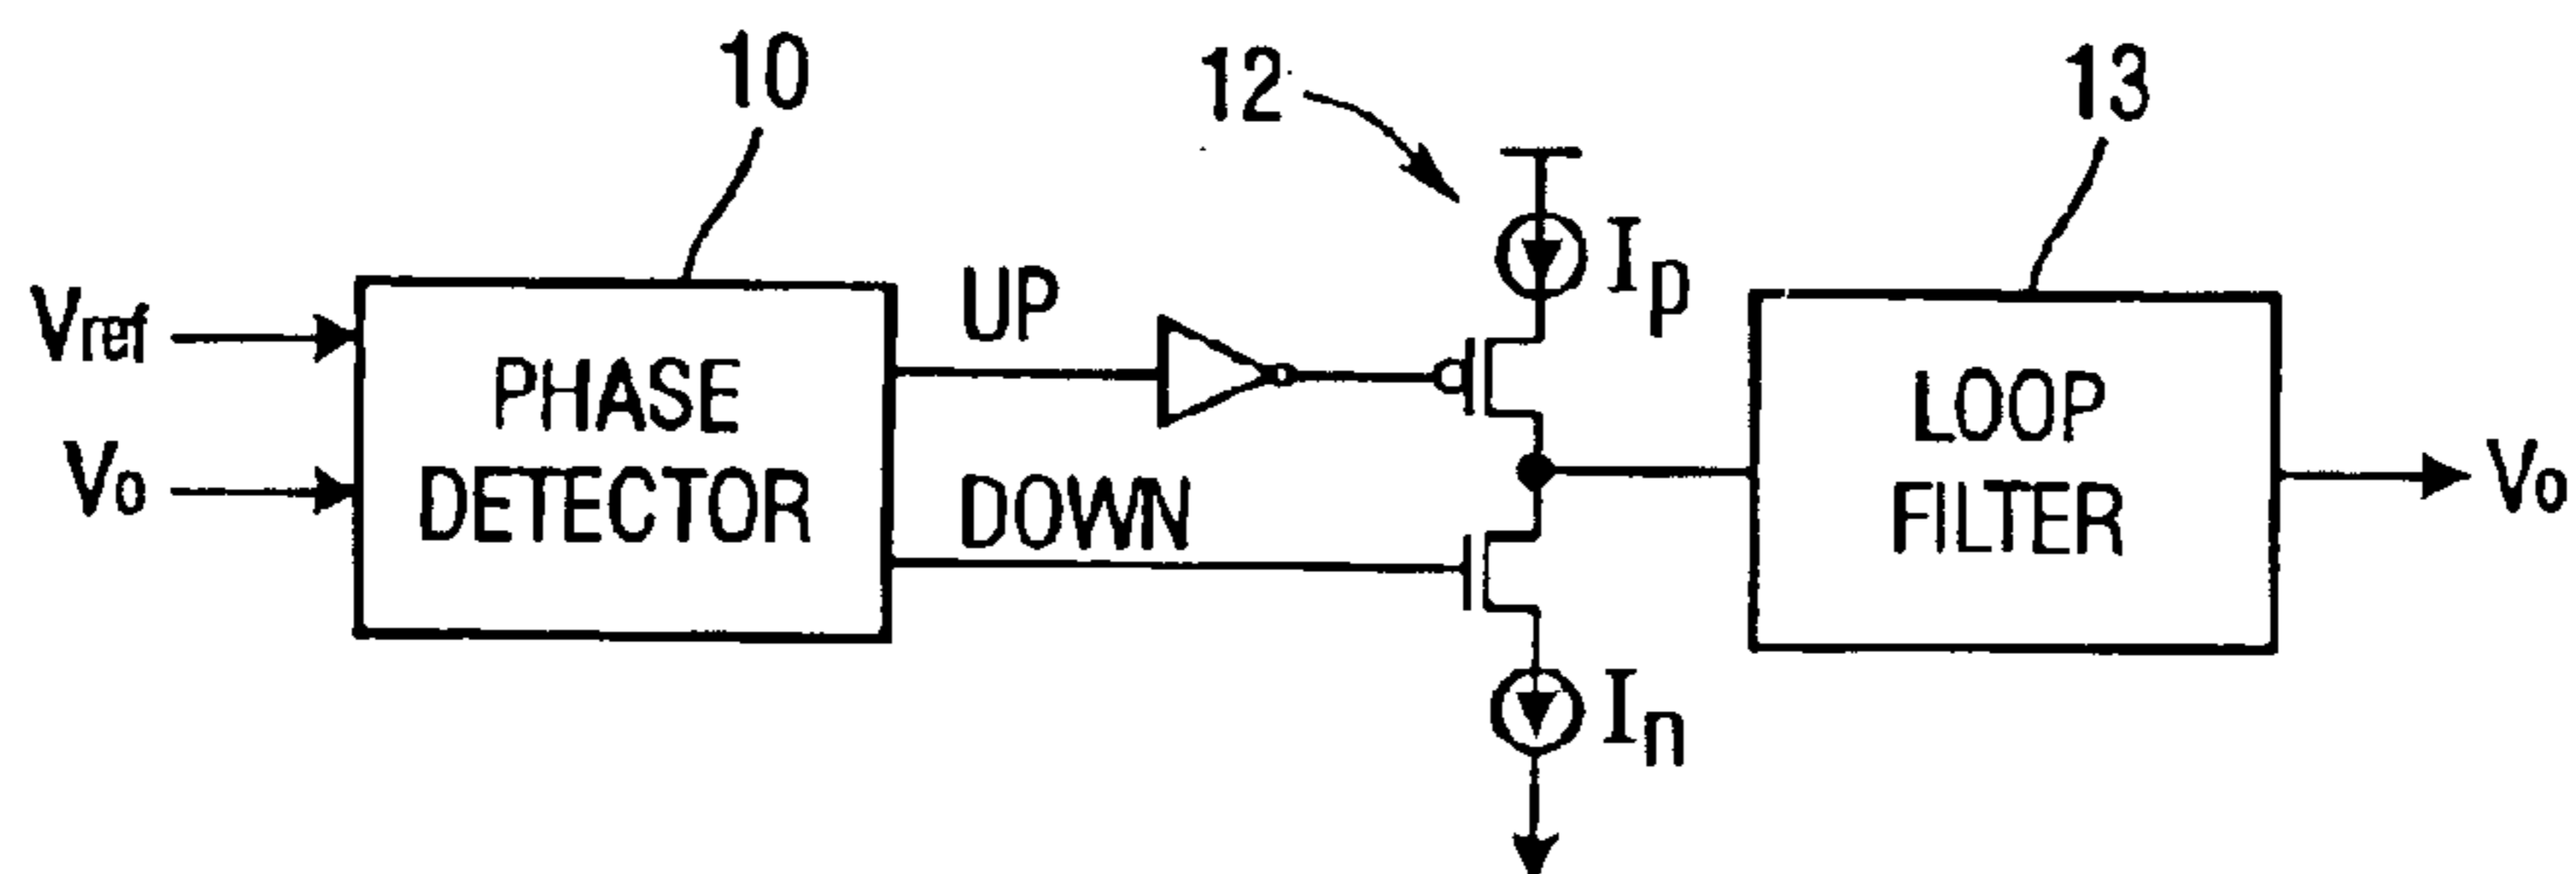 10
12
13
Vref
Vo
PHASE
DETECTOR
UP
DOWN
Ip
In
LOOP
FILTER
Vo